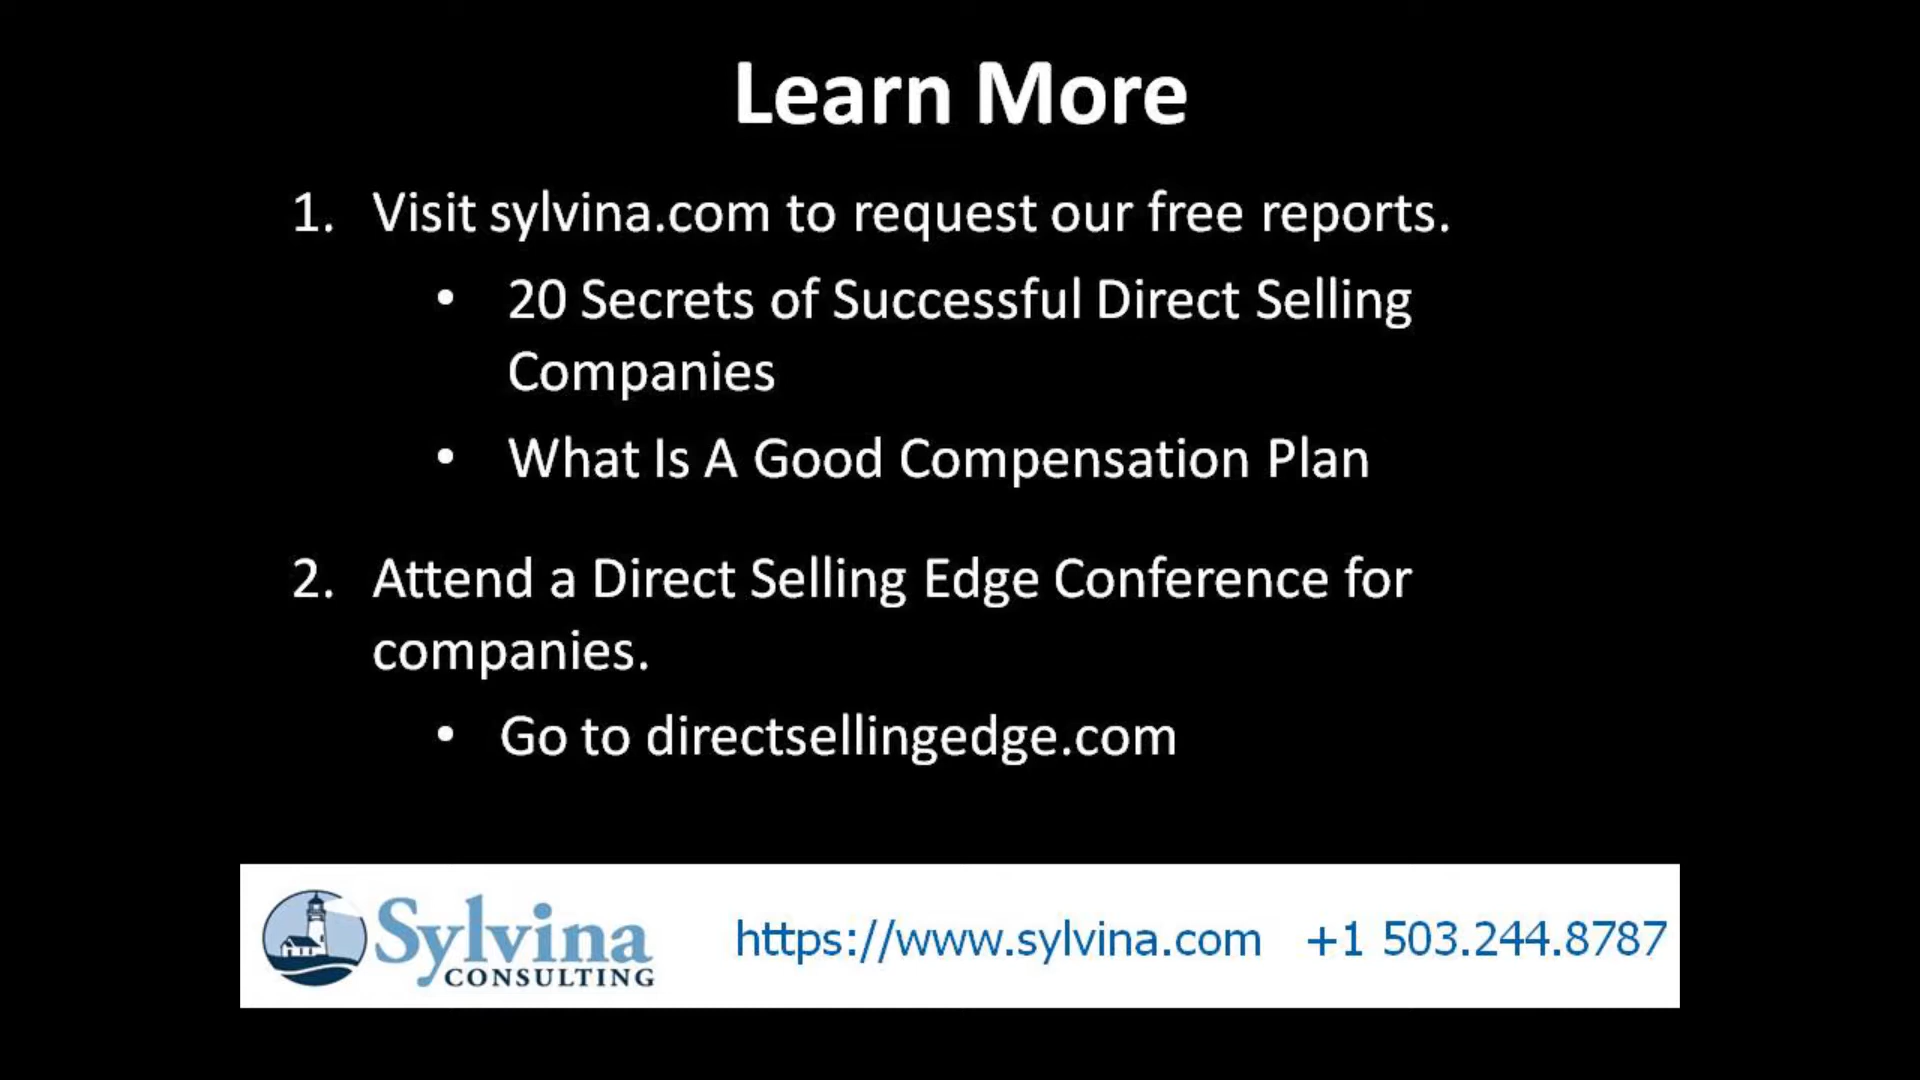 Learn More
1. Visit sylvina.com to request our free reports.
• 20 Secrets of Successful Direct Selling
Companies
• What Is A Good Compensation Plan
2. Attend a Direct Selling Edge Conference for
companies.
• Go to directsellingedge.com
Sylvina
CONSULTING
https://www.sylvina.com +1 503.244.8787